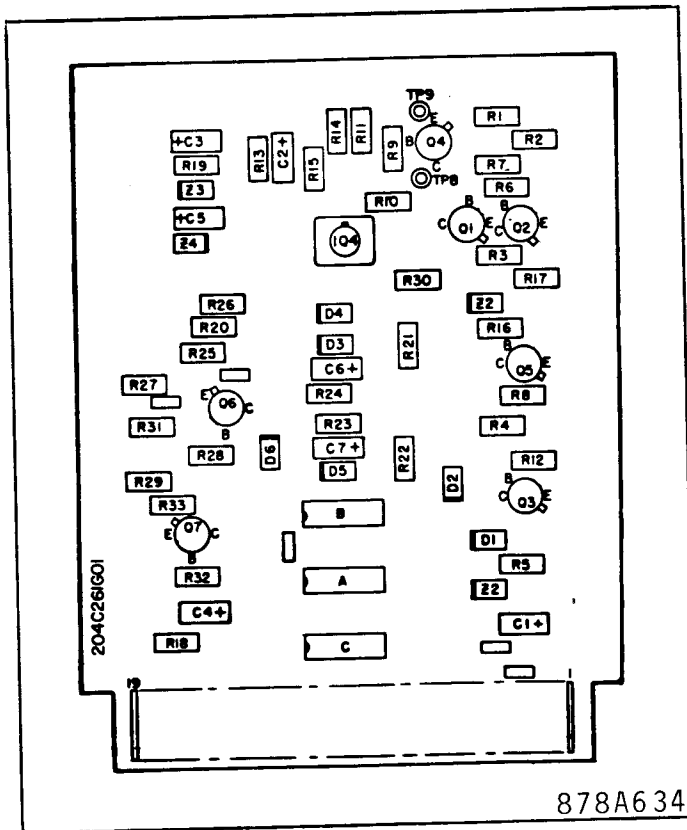 TP9
E
B Q4
C
TP8
R1
R2
R7
R6
R14
R11
R9
R13
C2+
R15
+C3
R19
Z3
+C5
Z4
R10
IQ4
B
C Q1 E
B
C Q2 E
R3
R17
R30
R26
R20
R25
D4
D3
C6+
R24
R21
Z2
R16
B
C Q5 E
R8
R27
R31
E Q6 C
B
R28
D6
R23
C7+
D5
R22
D2
R4
R12
B
C Q3 E
R29
R33
E Q7 C
B
R32
C4+
R18
B
A
C
D1
R5
Z2
C1+
204C261G01
19
1
878A634